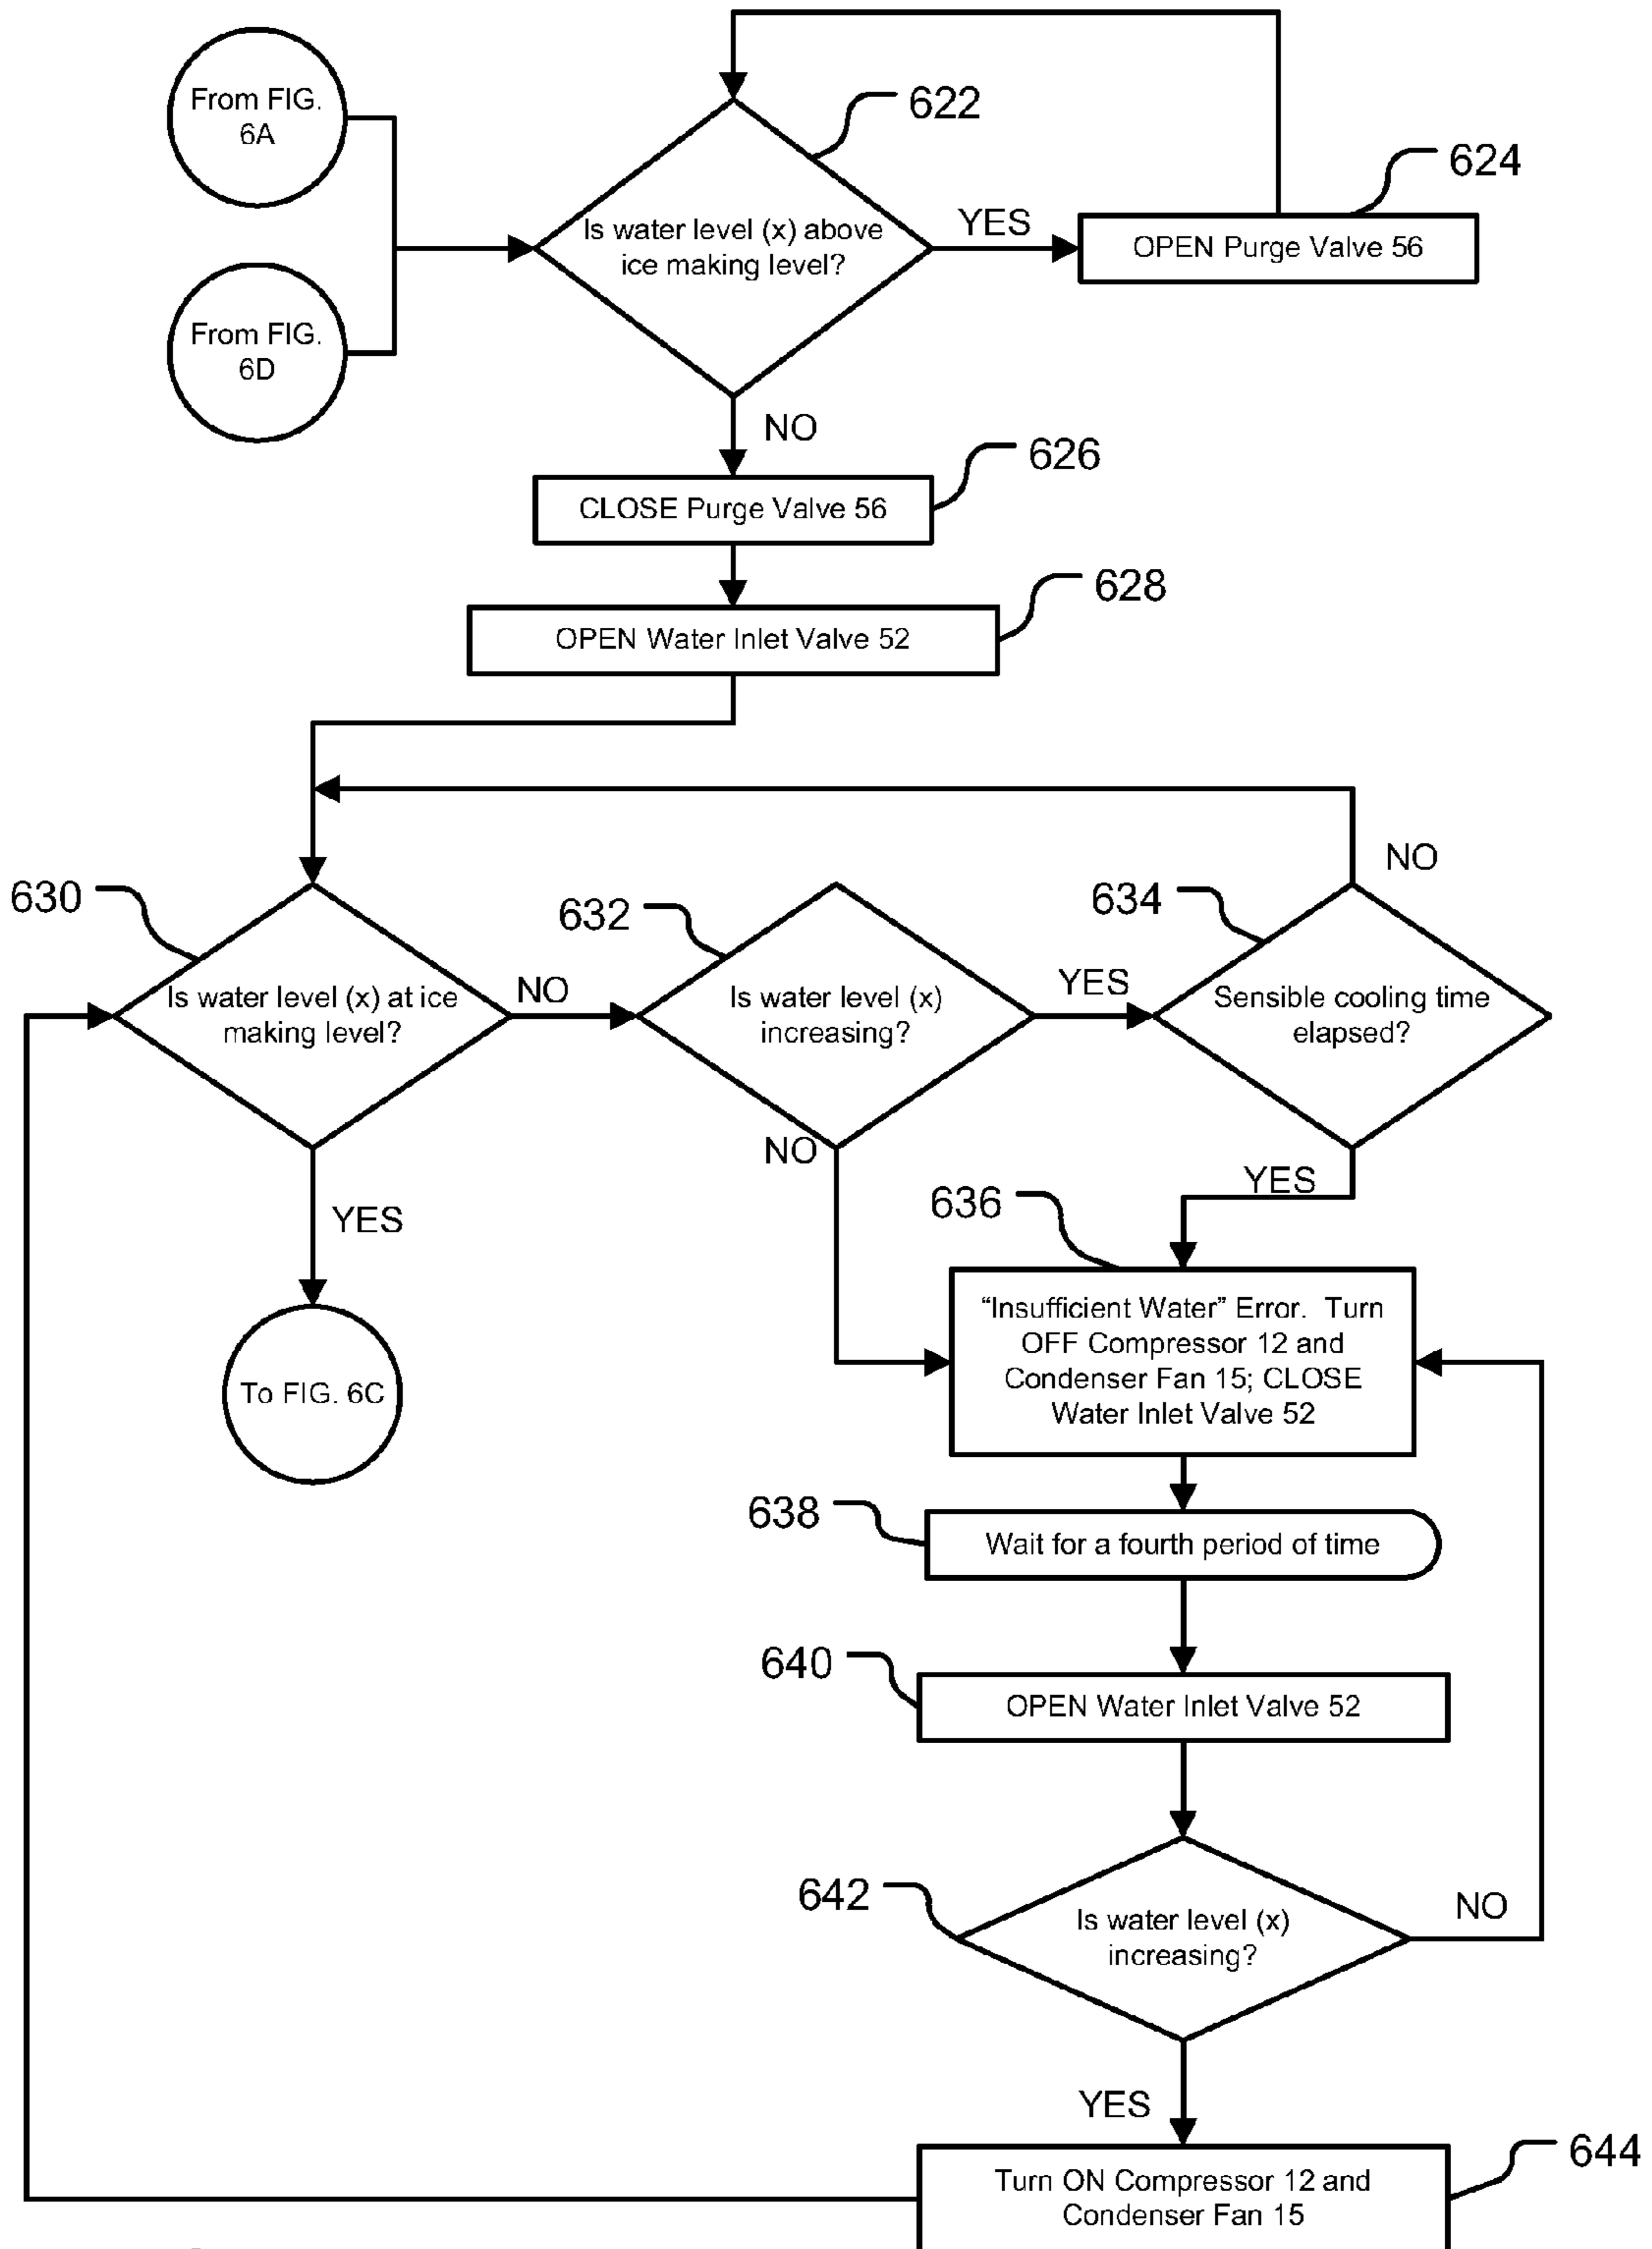 From FIG.
6A
622
624
Is water level (x) above
ice making level?
YES
OPEN Purge Valve 56
From FIG.
6D
NO
626
CLOSE Purge Valve 56
628
OPEN Water Inlet Valve 52
NO
630
632
634
Is water level (x) at ice
making level?
NO
Is water level (x)
increasing?
YES
Sensible cooling time
elapsed?
NO
YES
636
YES
“Insufficient Water” Error. Turn
OFF Compressor 12 and
Condenser Fan 15; CLOSE
Water Inlet Valve 52
To FIG. 6C
638
Wait for a fourth period of time
640
OPEN Water Inlet Valve 52
642
Is water level (x)
increasing?
NO
YES
644
Turn ON Compressor 12 and
Condenser Fan 15